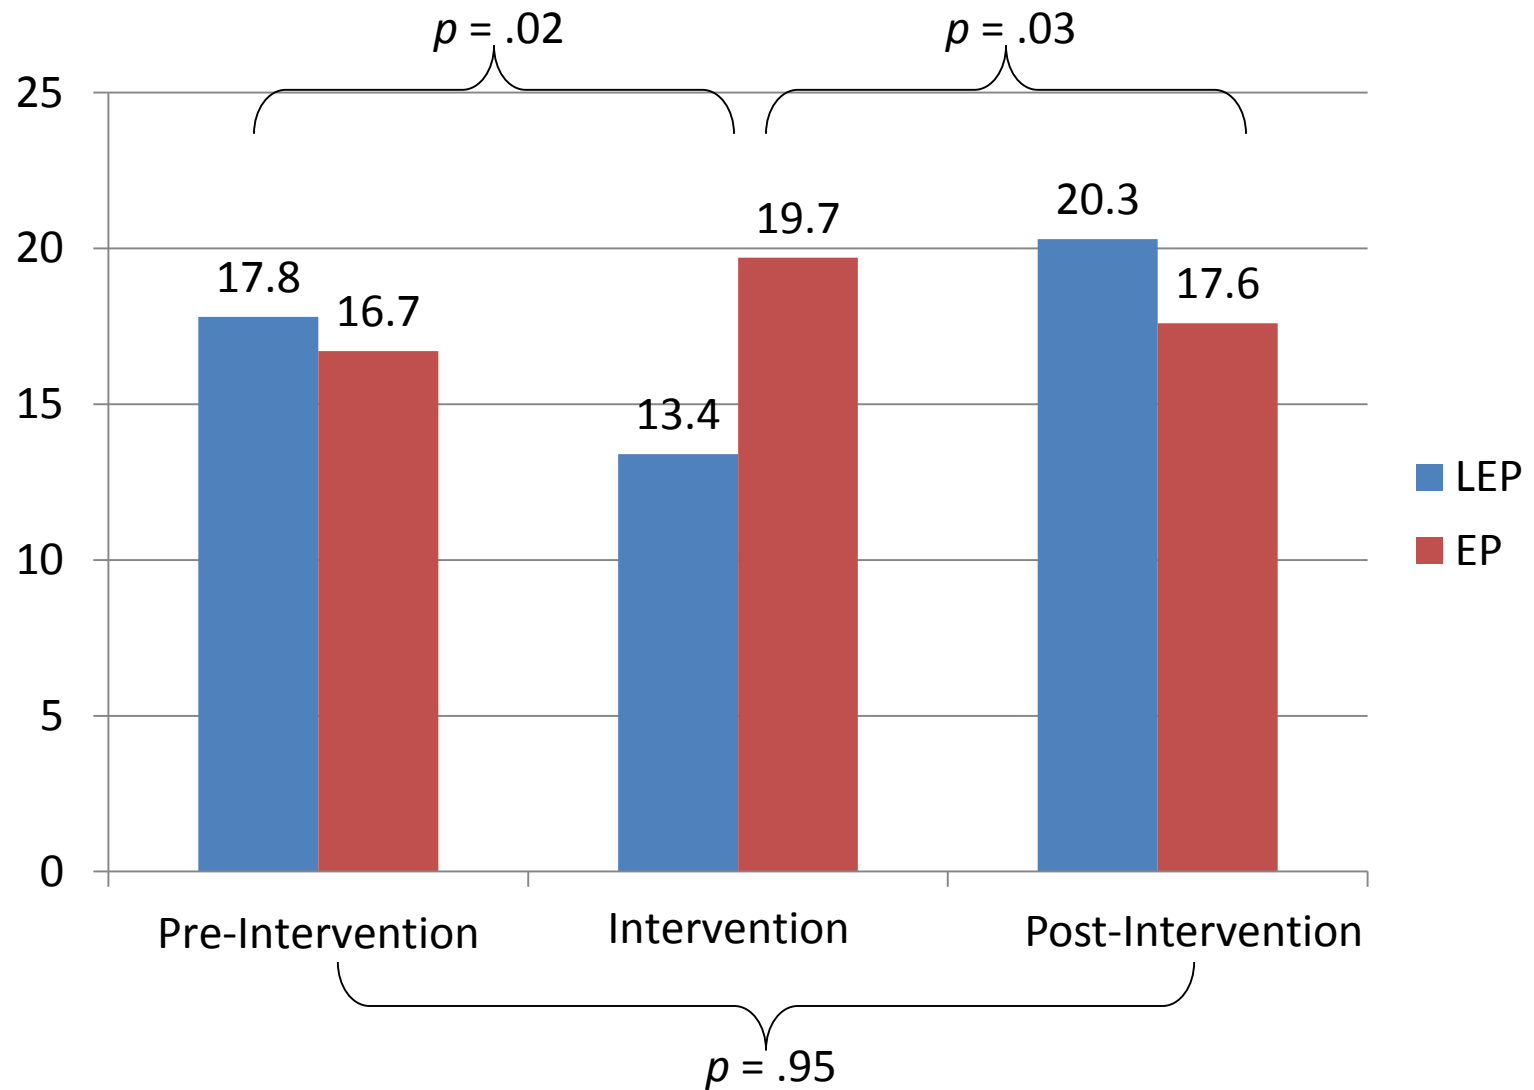 p = .02
p = .03
25
20
15
10
5
0
17.8
16.7
13.4
19.7
20.3
17.6
Pre-Intervention
Intervention
Post-Intervention
LEP
EP
p = .95